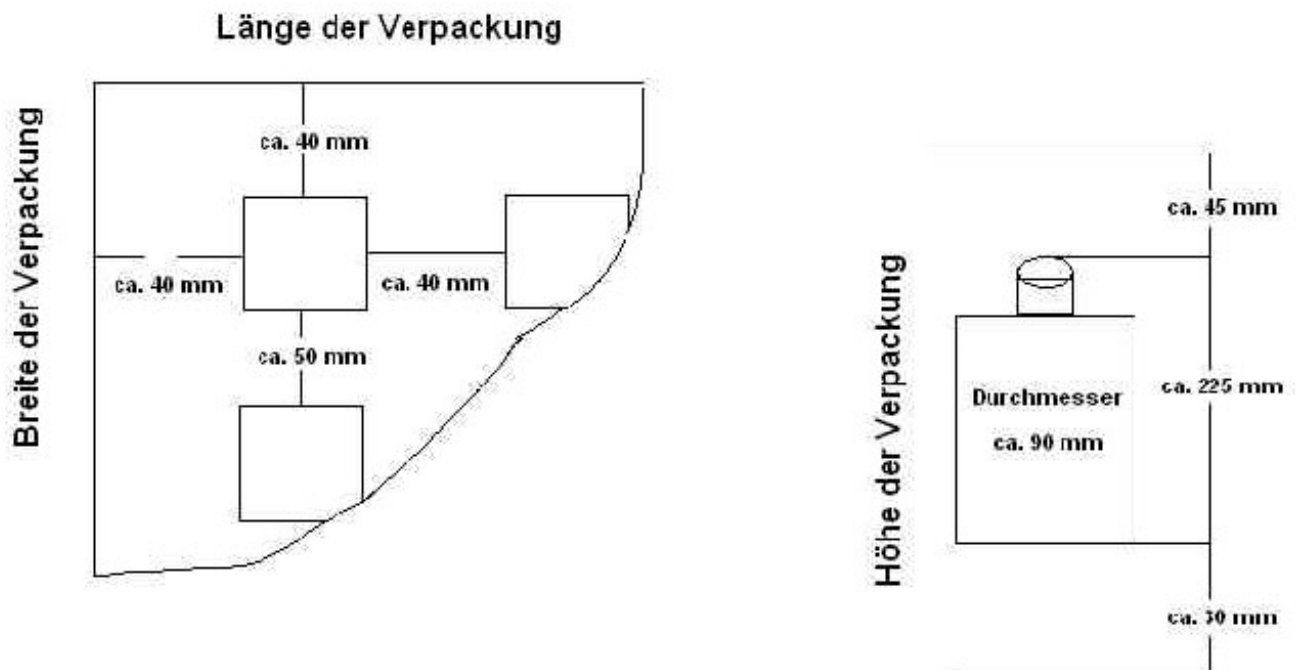 Länge der Verpackung
Breite der Verpackung
ca. 40 mm
ca. 40 mm
ca. 40 mm
ca. 50 mm
Höhe der Verpackung
ca. 45 mm
ca. 225 mm
Durchmesser
ca. 90 mm
ca. 30 mm